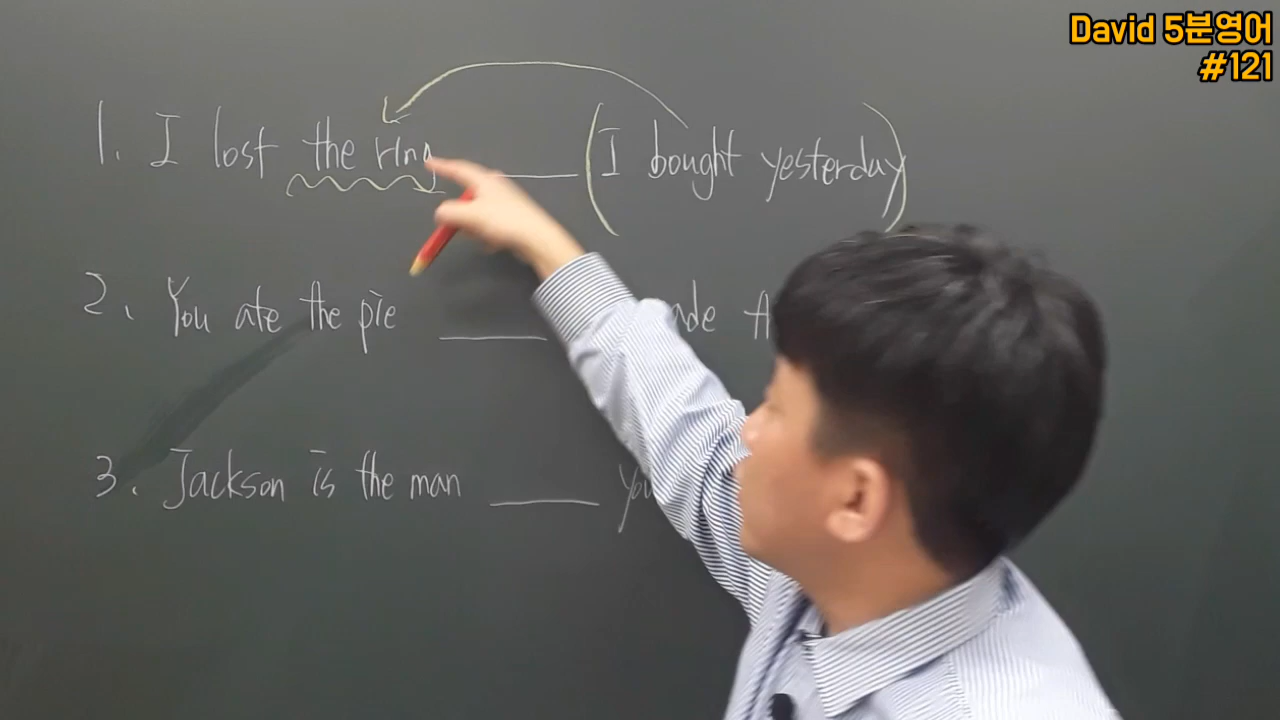 David 5분영어
#121
1. I lost the ring ____ (I bought yesterday)
2. You ate the pie ____
3. Jackson is the man ____